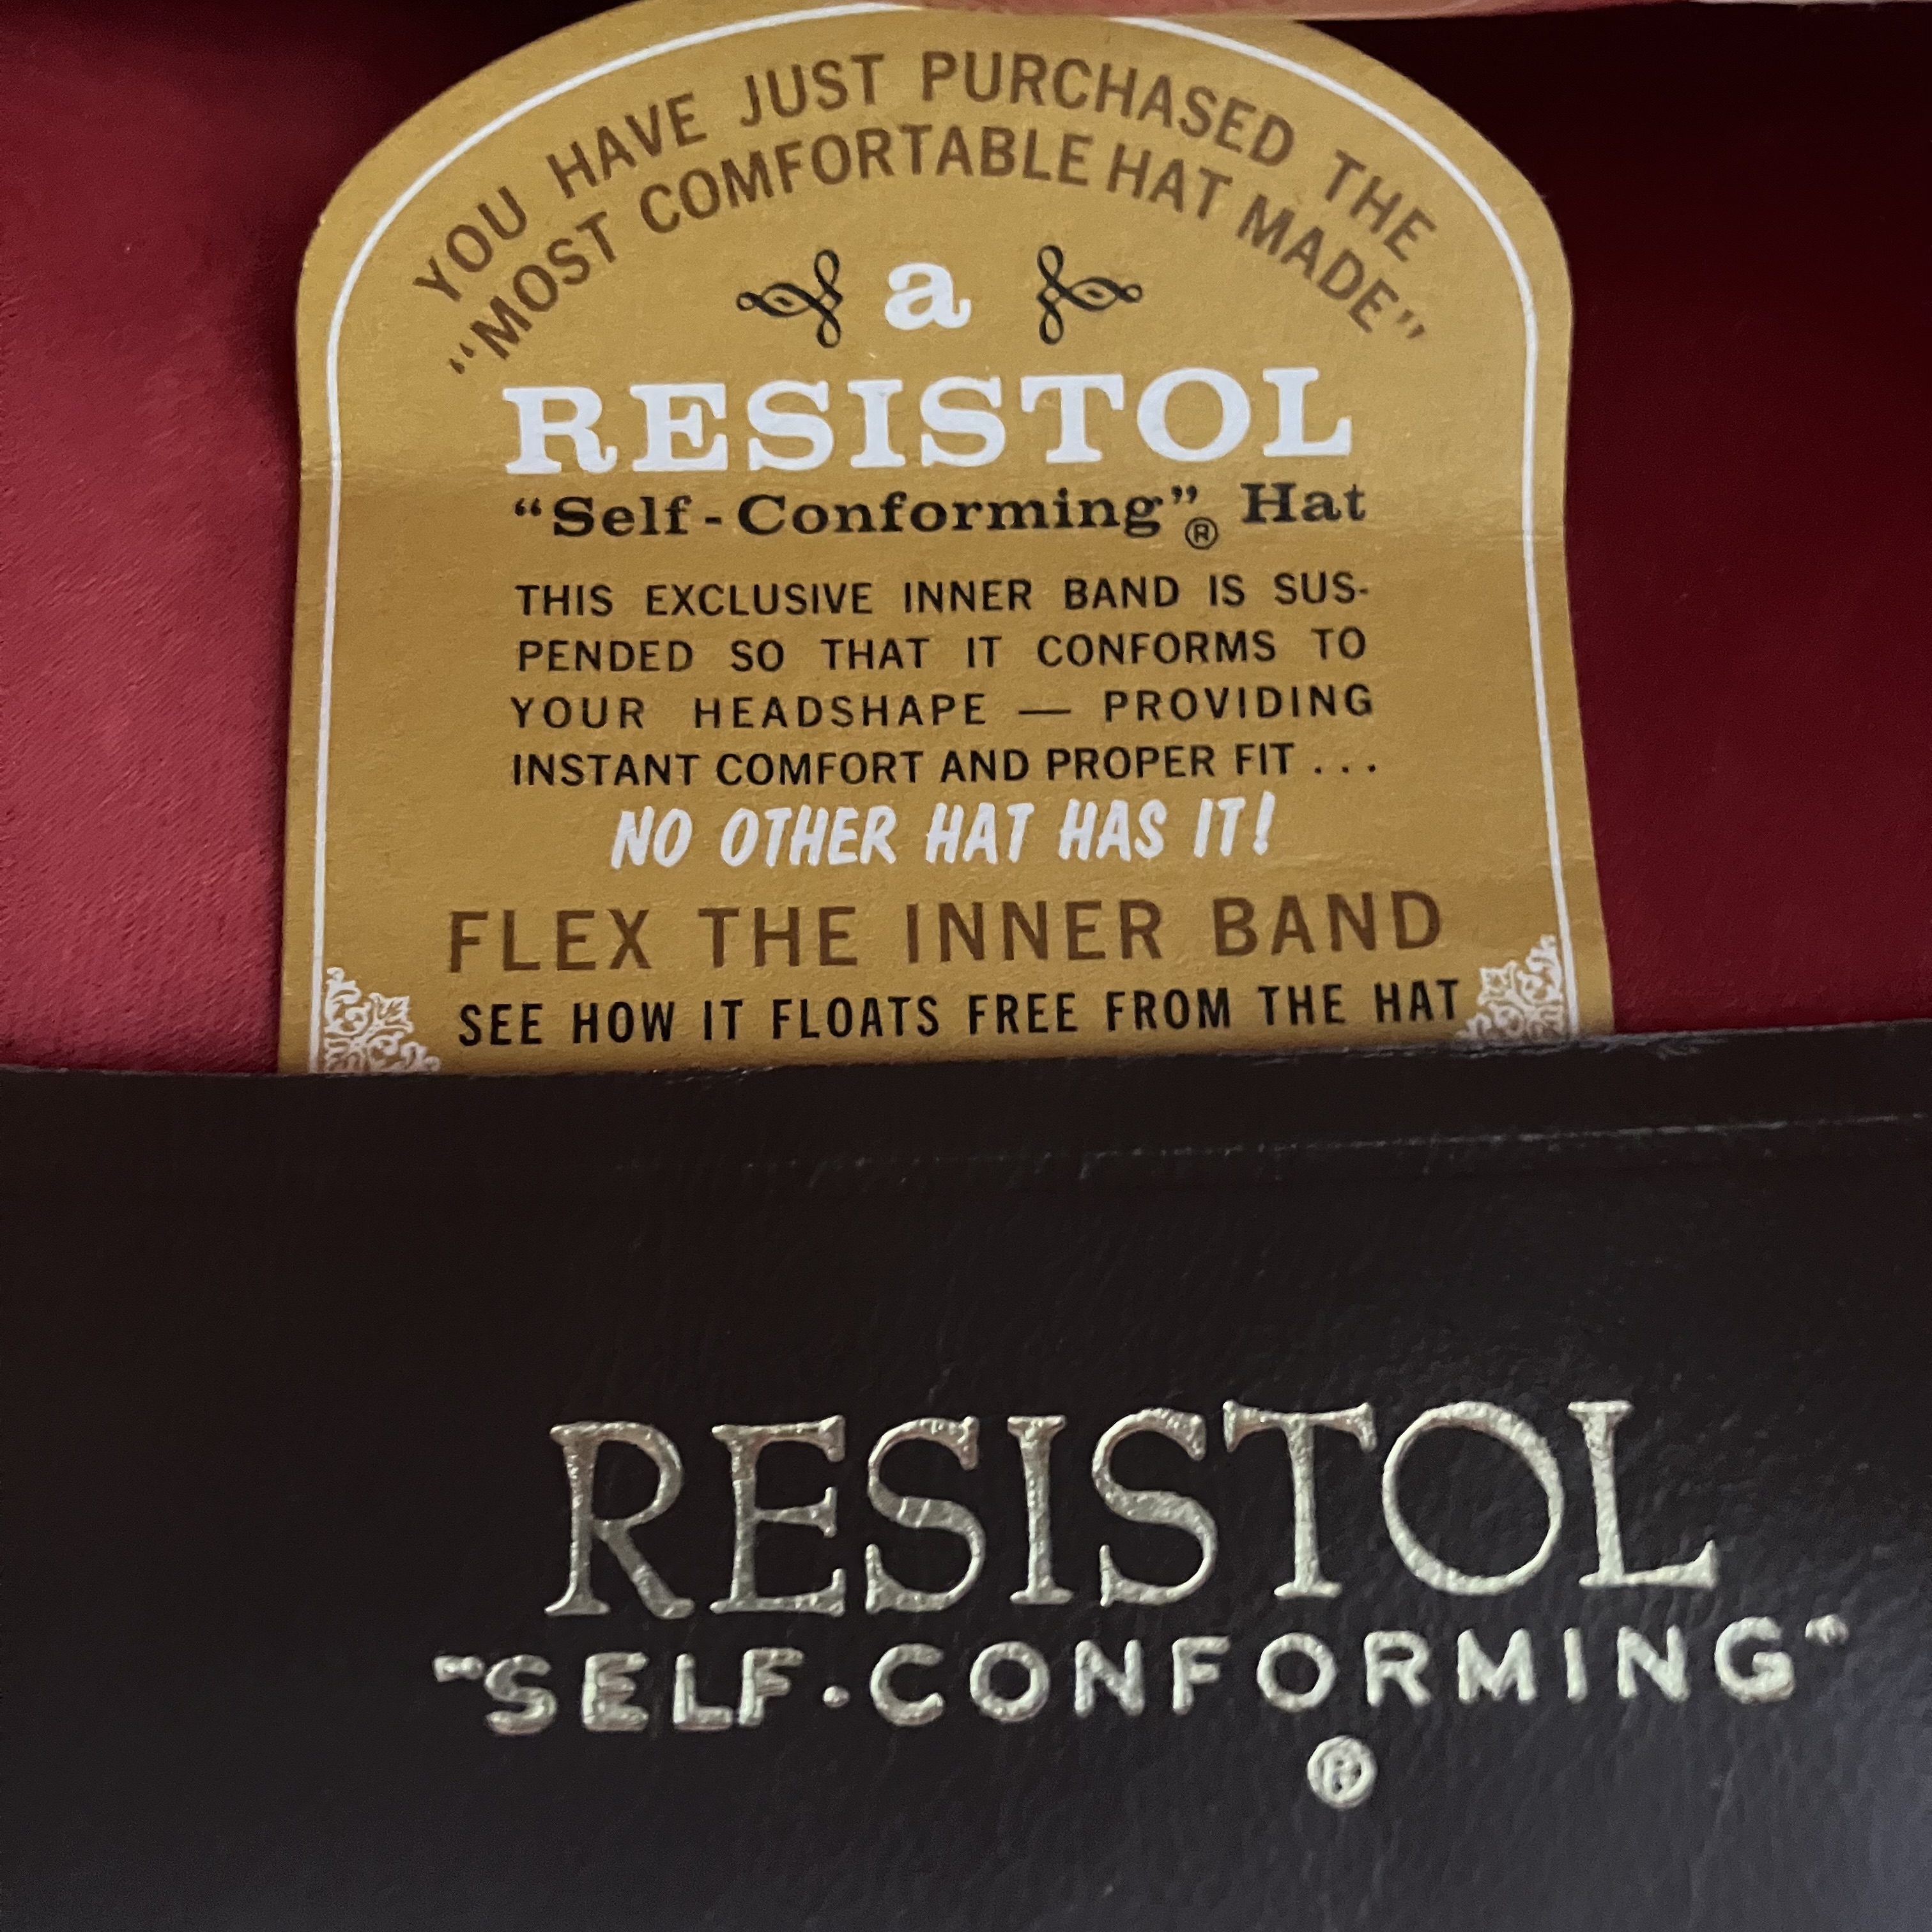 YOU HAVE JUST PURCHASED THE
“MOST COMFORTABLE HAT MADE”
a
RESISTOL
“Self-Conforming”® Hat
THIS EXCLUSIVE INNER BAND IS SUS-
PENDED SO THAT IT CONFORMS TO
YOUR HEADSHAPE — PROVIDING
INSTANT COMFORT AND PROPER FIT . . .
NO OTHER HAT HAS IT!
FLEX THE INNER BAND
SEE HOW IT FLOATS FREE FROM THE HAT
RESISTOL
"SELF·CONFORMING"
®